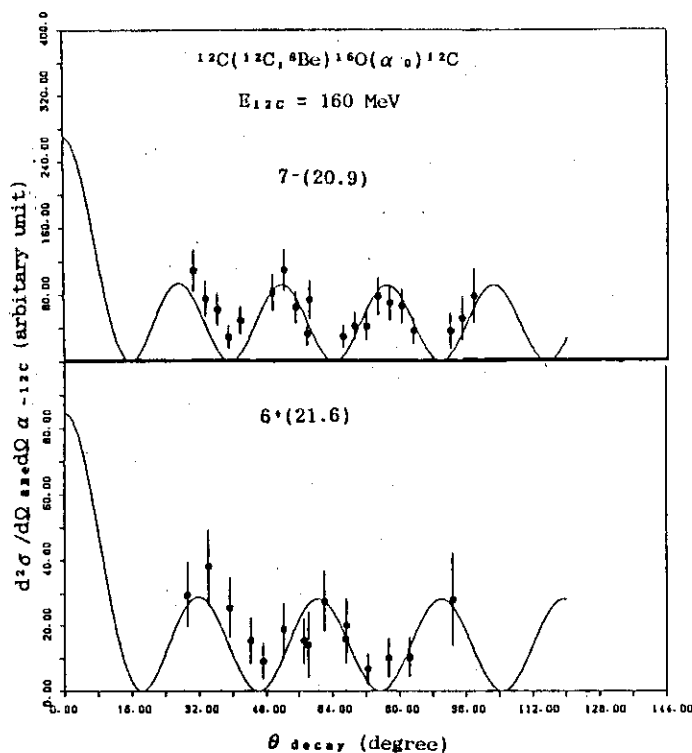 400.0
¹²C(¹²C,⁸Be)¹⁶O(α₀)¹²C
320.00
E₁₂C = 160 MeV
240.00
7⁻(20.9)
160.00
80.00
6⁺(21.6)
80.00
60.00
40.00
20.00
0.00
d²σ/dΩ₈Be dΩ α-12C (arbitrary unit)
0.00 16.00 32.00 48.00 64.00 80.00 96.00 112.00 128.00 144.00
θ decay (degree)